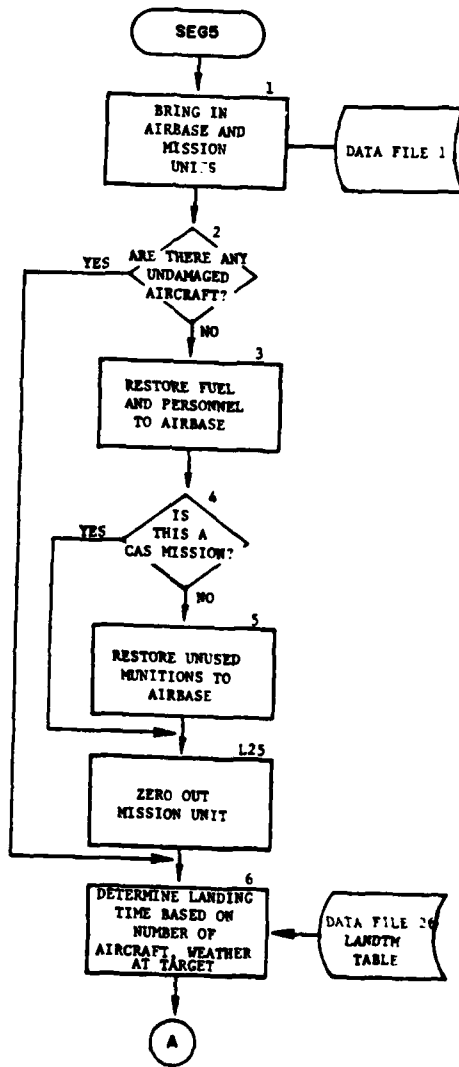 SEG5
1
BRING IN
AIRBASE AND
MISSION
UNITS
DATA FILE 1
2
ARE THERE ANY
UNDAMAGED
AIRCRAFT?
YES
NO
3
RESTORE FUEL
AND PERSONNEL
TO AIRBASE
4
IS
THIS A
CAS MISSION?
YES
NO
5
RESTORE UNUSED
MUNITIONS TO
AIRBASE
L25
ZERO OUT
MISSION UNIT
6
DETERMINE LANDING
TIME BASED ON
NUMBER OF
AIRCRAFT, WEATHER
AT TARGET
DATA FILE 26
LANDTM
TABLE
A